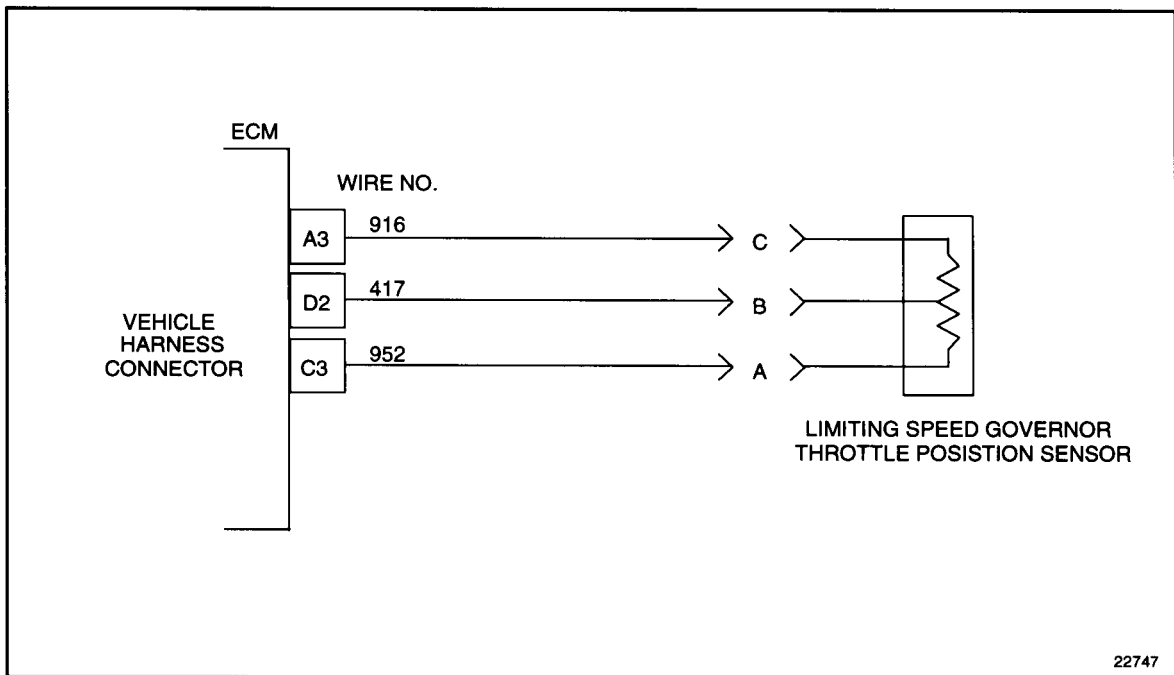 ECM
WIRE NO.
A3
916
C
D2
417
B
C3
952
A
VEHICLE
HARNESS
CONNECTOR
LIMITING SPEED GOVERNOR
THROTTLE POSISTION SENSOR
22747